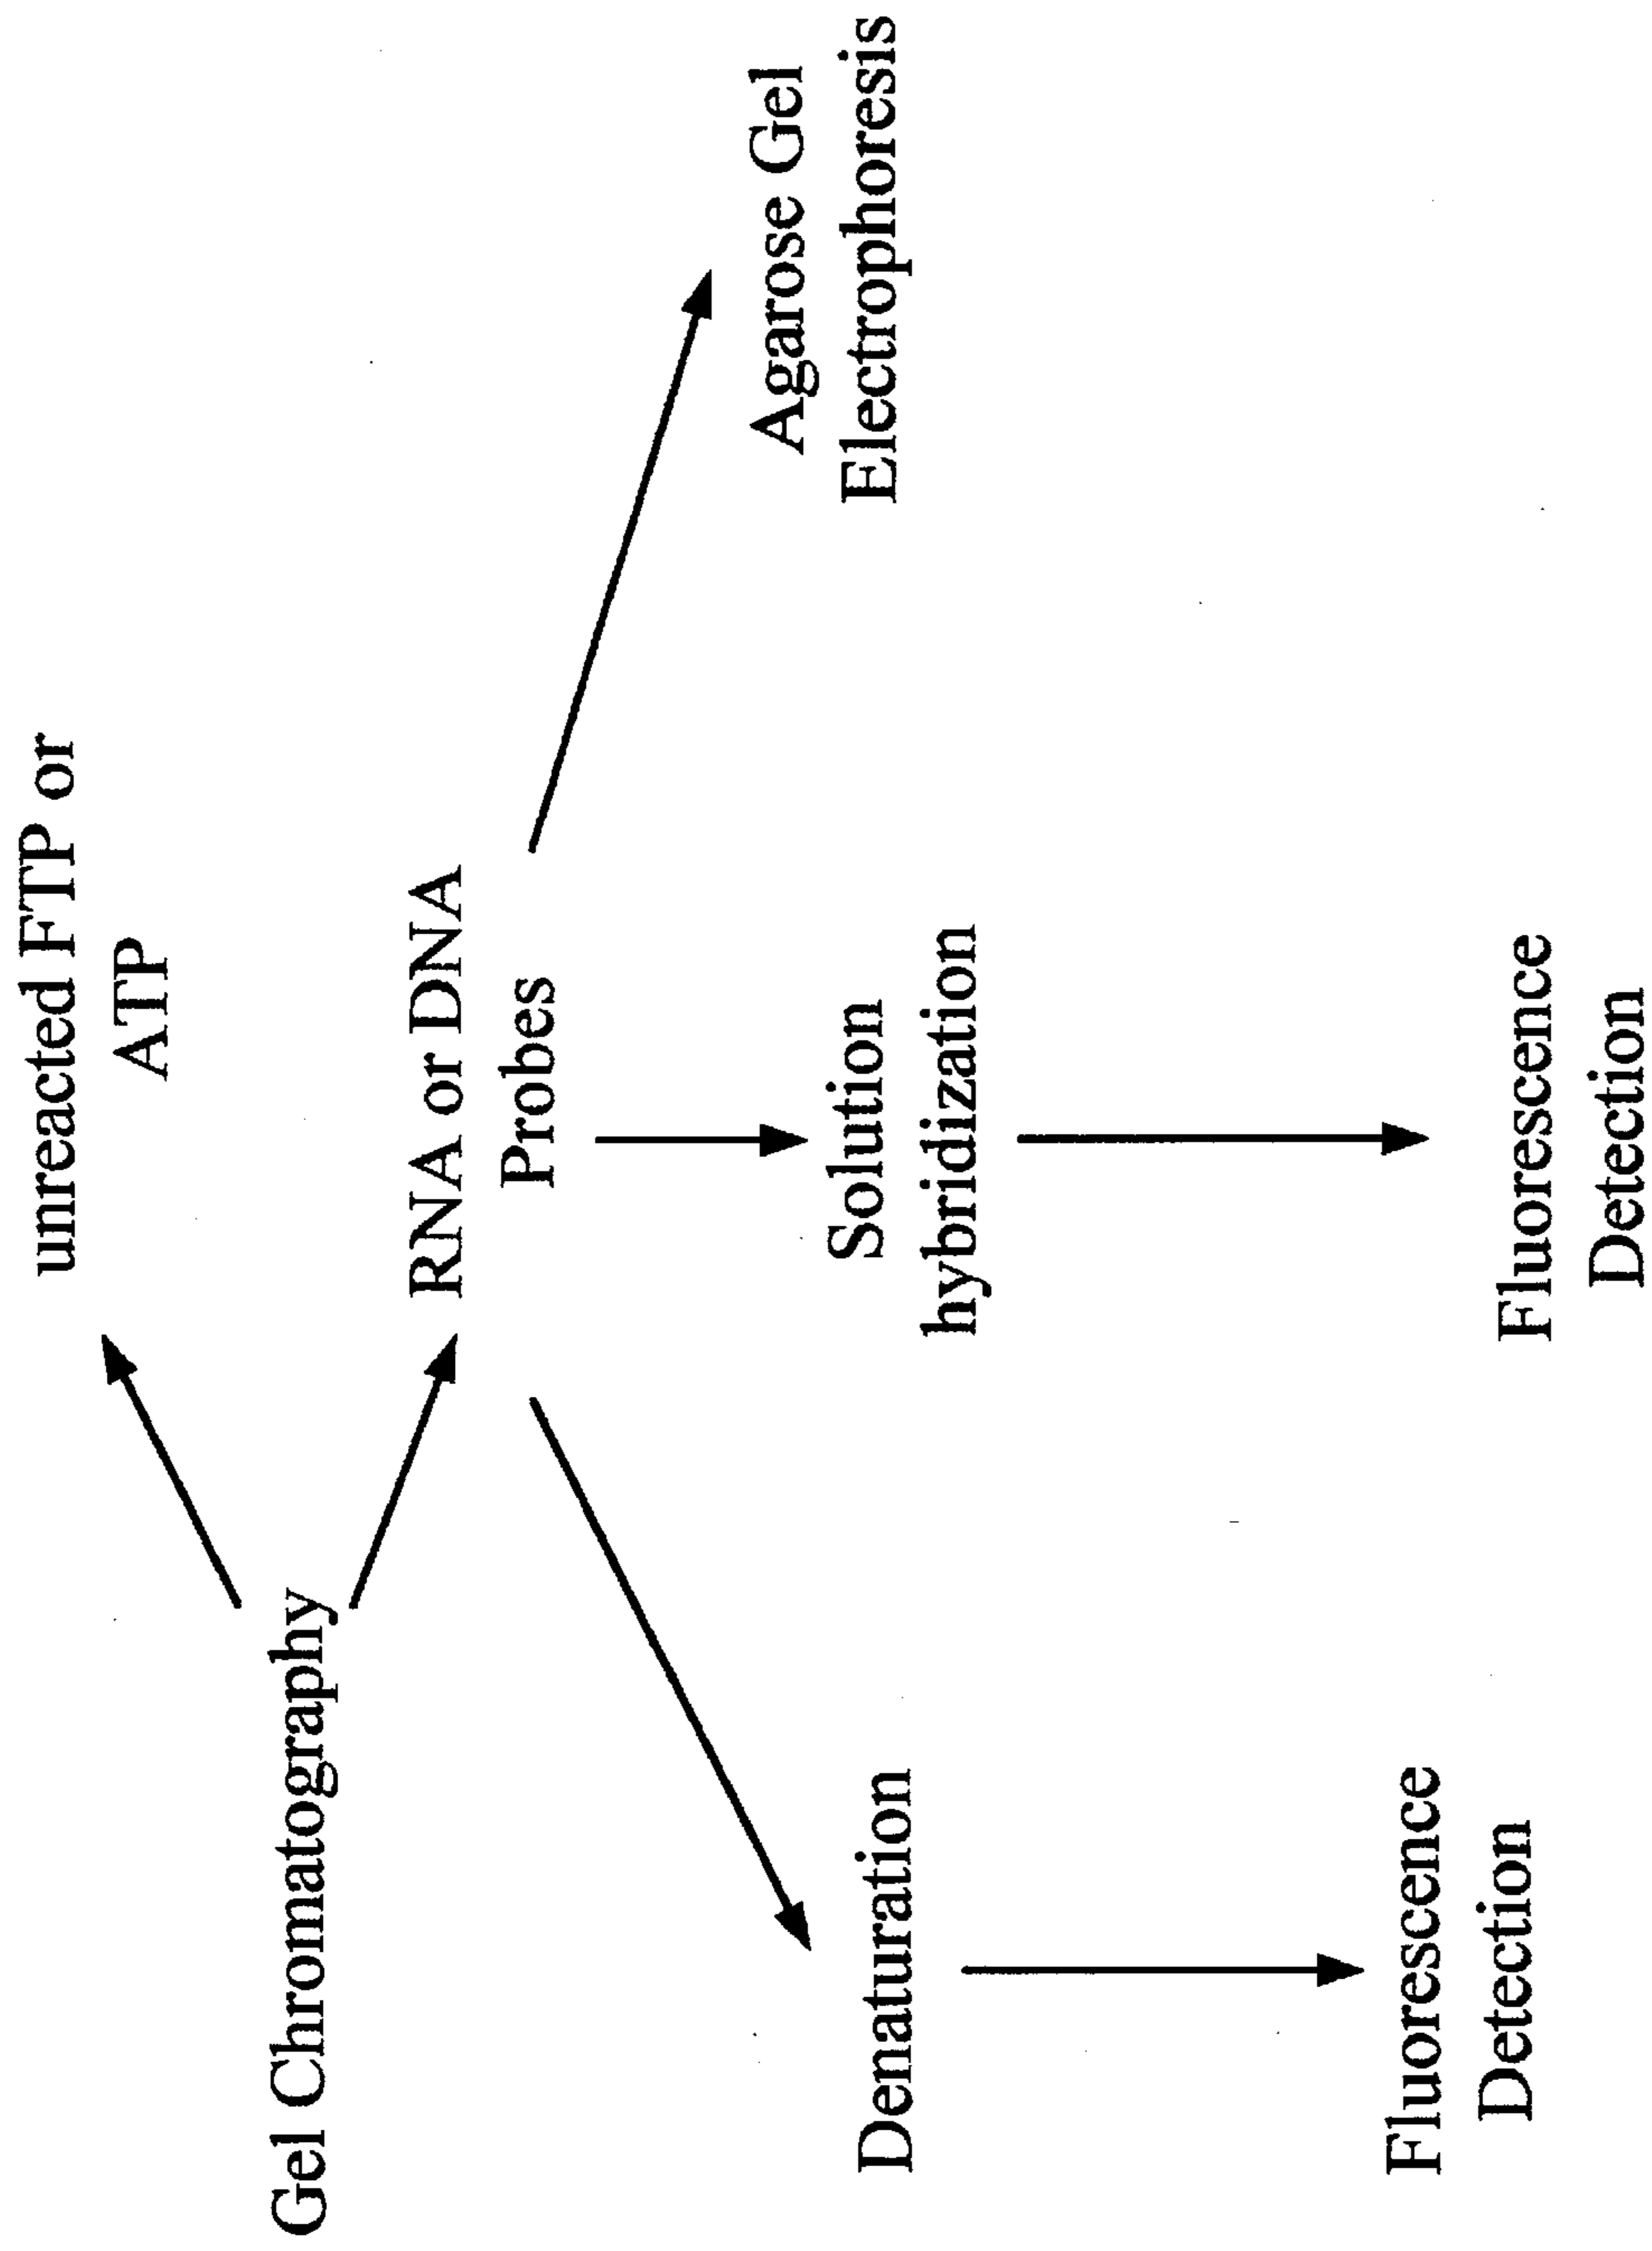 unreacted FTP or
ATP
Gel Chromatography
RNA or DNA
Probes
Denaturation
Solution
hybridization
Agarose Gel
Electrophoresis
Fluorescence
Detection
Fluorescence
Detection